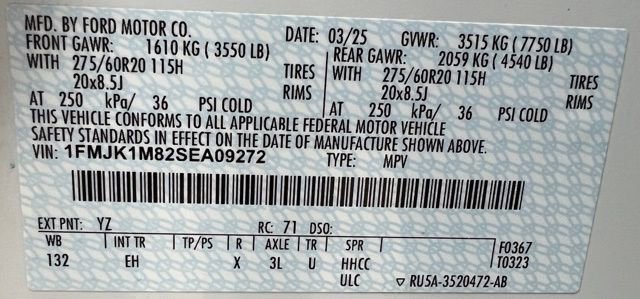 MFD. BY FORD MOTOR CO.
DATE: 03/25 GVWR: 3515 KG ( 7750 LB)
FRONT GAWR: 1610 KG ( 3550 LB)
REAR GAWR: 2059 KG ( 4540 LB)
WITH 275/60R20 115H TIRES
WITH 275/60R20 115H TIRES
20x8.5J RIMS
20x8.5J RIMS
AT 250 kPa/ 36 PSI COLD
AT 250 kPa/ 36 PSI COLD
THIS VEHICLE CONFORMS TO ALL APPLICABLE FEDERAL MOTOR VEHICLE
SAFETY STANDARDS IN EFFECT ON THE DATE OF MANUFACTURE SHOWN ABOVE.
VIN: 1FMJK1M82SEA09272 TYPE: MPV
EXT PNT: YZ RC: 71 DSO:
WB INT TR TP/PS R AXLE TR SPR F0367
132 EH X 3L U HHCC T0323
ULC ▽ RU5A-3520472-AB